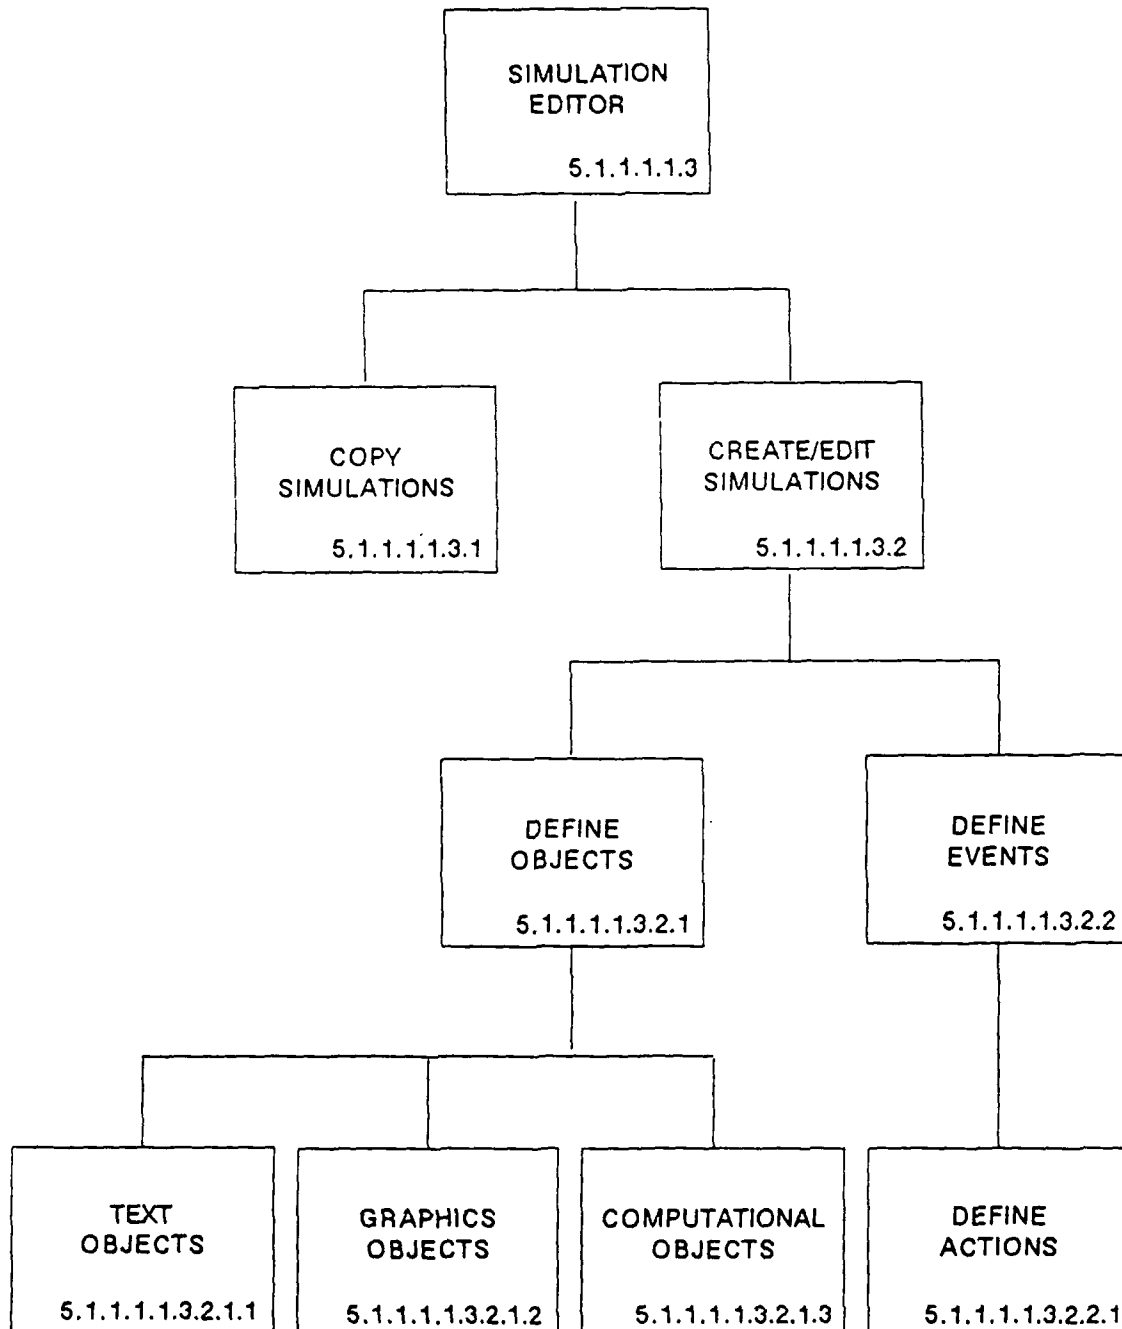 SIMULATION
EDITOR
5.1.1.1.1.3
COPY
SIMULATIONS
5.1.1.1.1.3.1
CREATE/EDIT
SIMULATIONS
5.1.1.1.1.3.2
DEFINE
OBJECTS
5.1.1.1.1.3.2.1
DEFINE
EVENTS
5.1.1.1.1.3.2.2
TEXT
OBJECTS
5.1.1.1.1.3.2.1.1
GRAPHICS
OBJECTS
5.1.1.1.1.3.2.1.2
COMPUTATIONAL
OBJECTS
5.1.1.1.1.3.2.1.3
DEFINE
ACTIONS
5.1.1.1.1.3.2.2.1